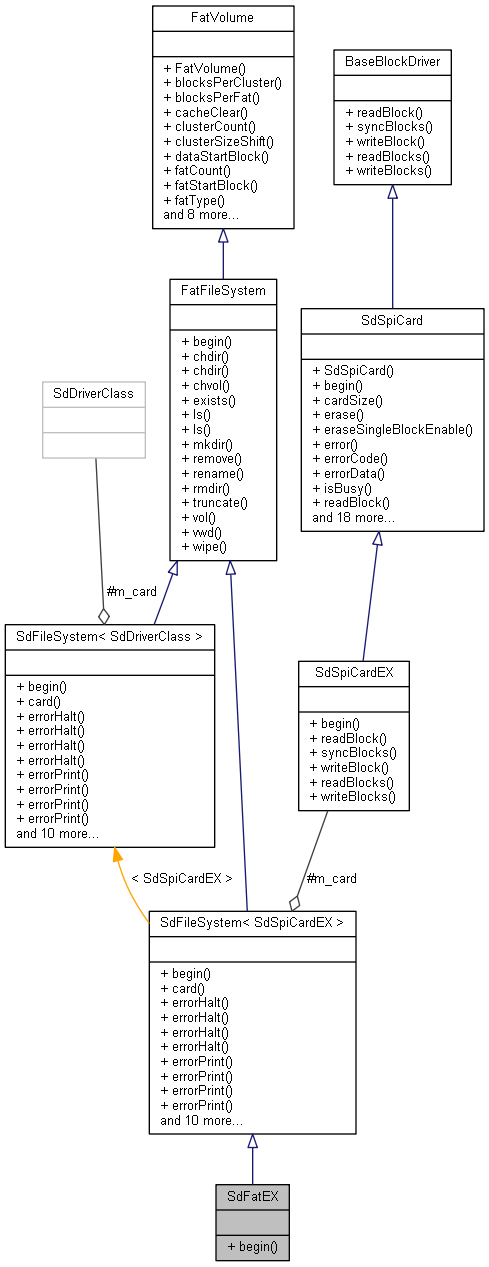 FatVolume
+ FatVolume()
+ blocksPerCluster()
+ blocksPerFat()
+ cacheClear()
+ clusterCount()
+ clusterSizeShift()
+ dataStartBlock()
+ fatCount()
+ fatStartBlock()
+ fatType()
and 8 more...
BaseBlockDriver
+ readBlock()
+ syncBlocks()
+ writeBlock()
+ readBlocks()
+ writeBlocks()
FatFileSystem
+ begin()
+ chdir()
+ chdir()
+ chvol()
+ exists()
+ ls()
+ ls()
+ mkdir()
+ remove()
+ rename()
+ rmdir()
+ truncate()
+ vol()
+ vwd()
+ wipe()
SdSpiCard
+ SdSpiCard()
+ begin()
+ cardSize()
+ erase()
+ eraseSingleBlockEnable()
+ error()
+ errorCode()
+ errorData()
+ isBusy()
+ readBlock()
and 18 more...
SdDriverClass
#m_card
SdFileSystem< SdDriverClass >
+ begin()
+ card()
+ errorHalt()
+ errorHalt()
+ errorHalt()
+ errorHalt()
+ errorPrint()
+ errorPrint()
+ errorPrint()
+ errorPrint()
and 10 more...
SdSpiCardEX
+ begin()
+ readBlock()
+ syncBlocks()
+ writeBlock()
+ readBlocks()
+ writeBlocks()
< SdSpiCardEX >
#m_card
SdFileSystem< SdSpiCardEX >
+ begin()
+ card()
+ errorHalt()
+ errorHalt()
+ errorHalt()
+ errorHalt()
+ errorPrint()
+ errorPrint()
+ errorPrint()
+ errorPrint()
and 10 more...
SdFatEX
+ begin()